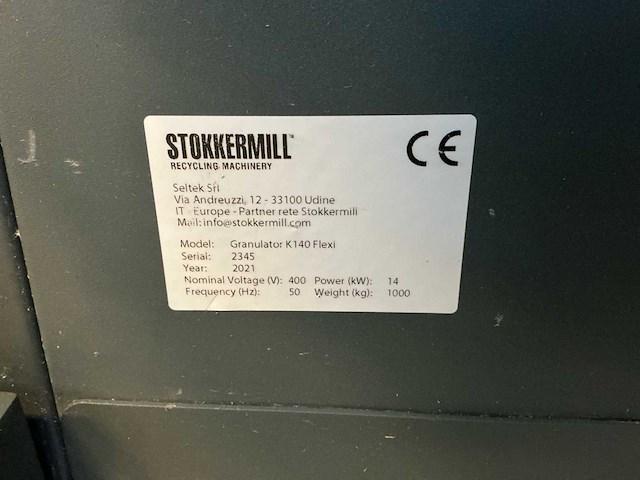 STOKKERMILL™
RECYCLING MACHINERY
CE
Seltek Srl
Via Andreuzzi, 12 - 33100 Udine
IT - Europe - Partner rete Stokkermill
Mail: info@stokkermill.com
Model: Granulator K140 Flexi
Serial: 2345
Year: 2021
Nominal Voltage (V): 400 Power (kW): 14
Frequency (Hz): 50 Weight (kg): 1000